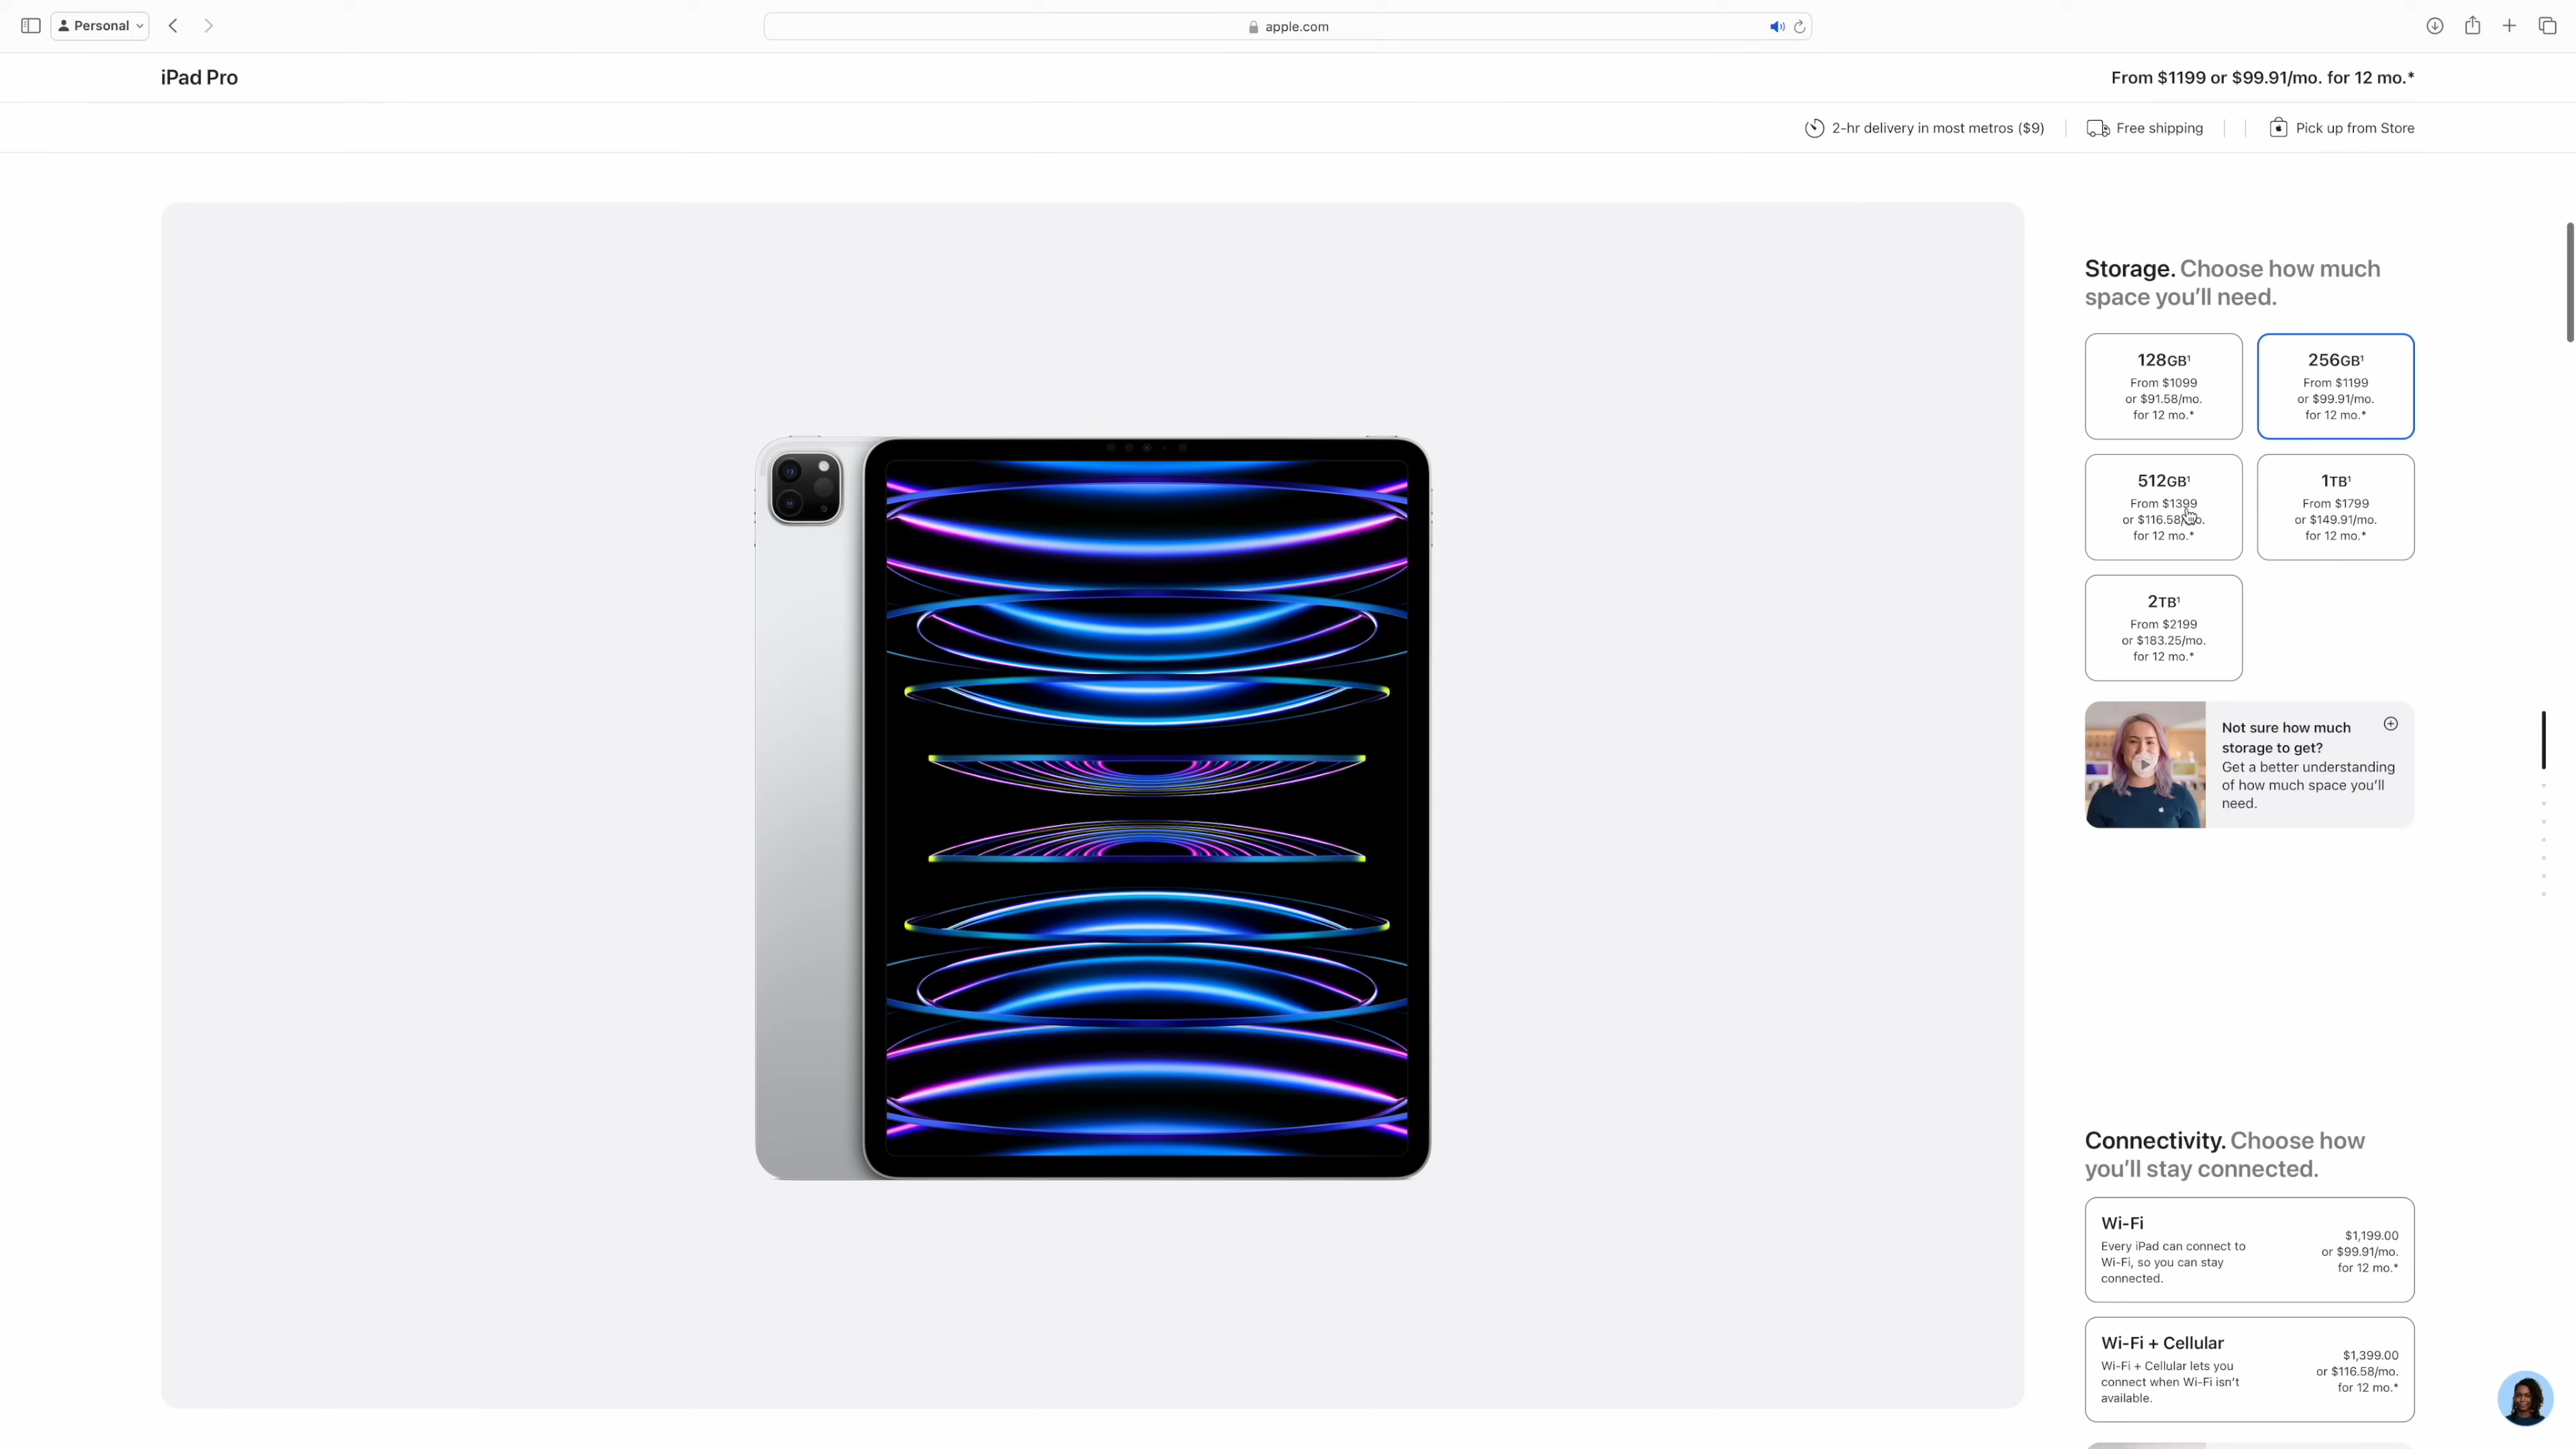 Personal
apple.com
iPad Pro
From $1199 or $99.91/mo. for 12 mo.*
2-hr delivery in most metros ($9)
Free shipping
Pick up from Store
Storage. Choose how much
space you'll need.
128GB¹
From $1099
or $91.58/mo.
for 12 mo.*
256GB¹
From $1199
or $99.91/mo.
for 12 mo.*
512GB¹
From $1399
or $116.58/mo.
for 12 mo.*
1TB¹
From $1799
or $149.91/mo.
for 12 mo.*
2TB¹
From $2199
or $183.25/mo.
for 12 mo.*
Not sure how much
storage to get?
Get a better understanding
of how much space you'll
need.
Connectivity. Choose how
you'll stay connected.
Wi-Fi
Every iPad can connect to
Wi-Fi, so you can stay
connected.
$1,199.00
or $99.91/mo.
for 12 mo.*
Wi-Fi + Cellular
Wi-Fi + Cellular lets you
connect when Wi-Fi isn't
available.
$1,399.00
or $116.58/mo.
for 12 mo.*